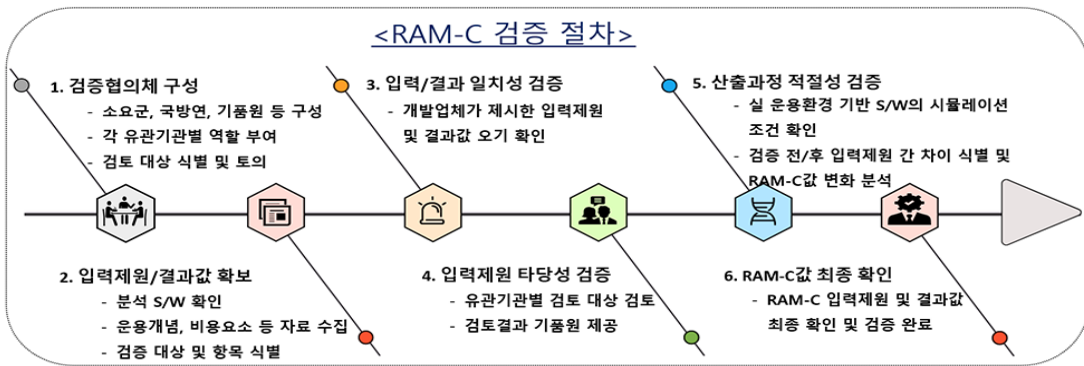 <RAM-C 검증 절차>
1. 검증협의체 구성
- 소요군, 국방연, 기품원 등 구성
- 각 유관기관별 역할 부여
- 검토 대상 식별 및 토의
2. 입력제원/결과값 확보
- 분석 S/W 확인
- 운용개념, 비용요소 등 자료 수집
- 검증 대상 및 항목 식별
3. 입력/결과 일치성 검증
- 개발업체가 제시한 입력제원
및 결과값 오기 확인
4. 입력제원 타당성 검증
- 유관기관별 검토 대상 검토
- 검토결과 기품원 제공
5. 산출과정 적절성 검증
- 실 운용환경 기반 S/W의 시뮬레이션
조건 확인
- 검증 전/후 입력제원 간 차이 식별 및
RAM-C값 변화 분석
6. RAM-C값 최종 확인
- RAM-C 입력제원 및 결과값
최종 확인 및 검증 완료